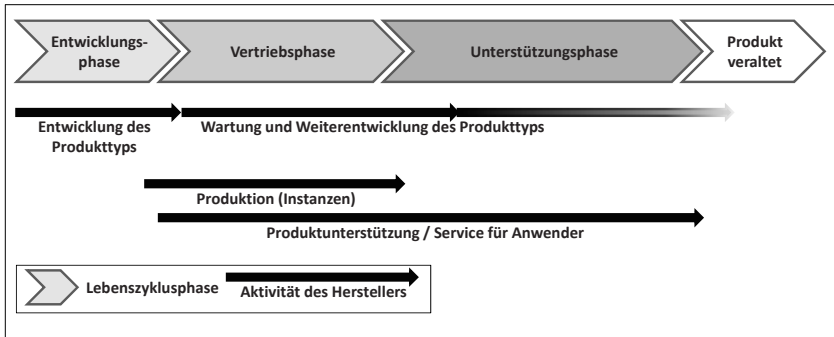 Entwicklungs-
phase
Vertriebsphase
Unterstützungsphase
Produkt
veraltet
Entwicklung des
Produkttyps
Wartung und Weiterentwicklung des Produkttyps
Produktion (Instanzen)
Produktunterstützung / Service für Anwender
Lebenszyklusphase
Aktivität des Herstellers